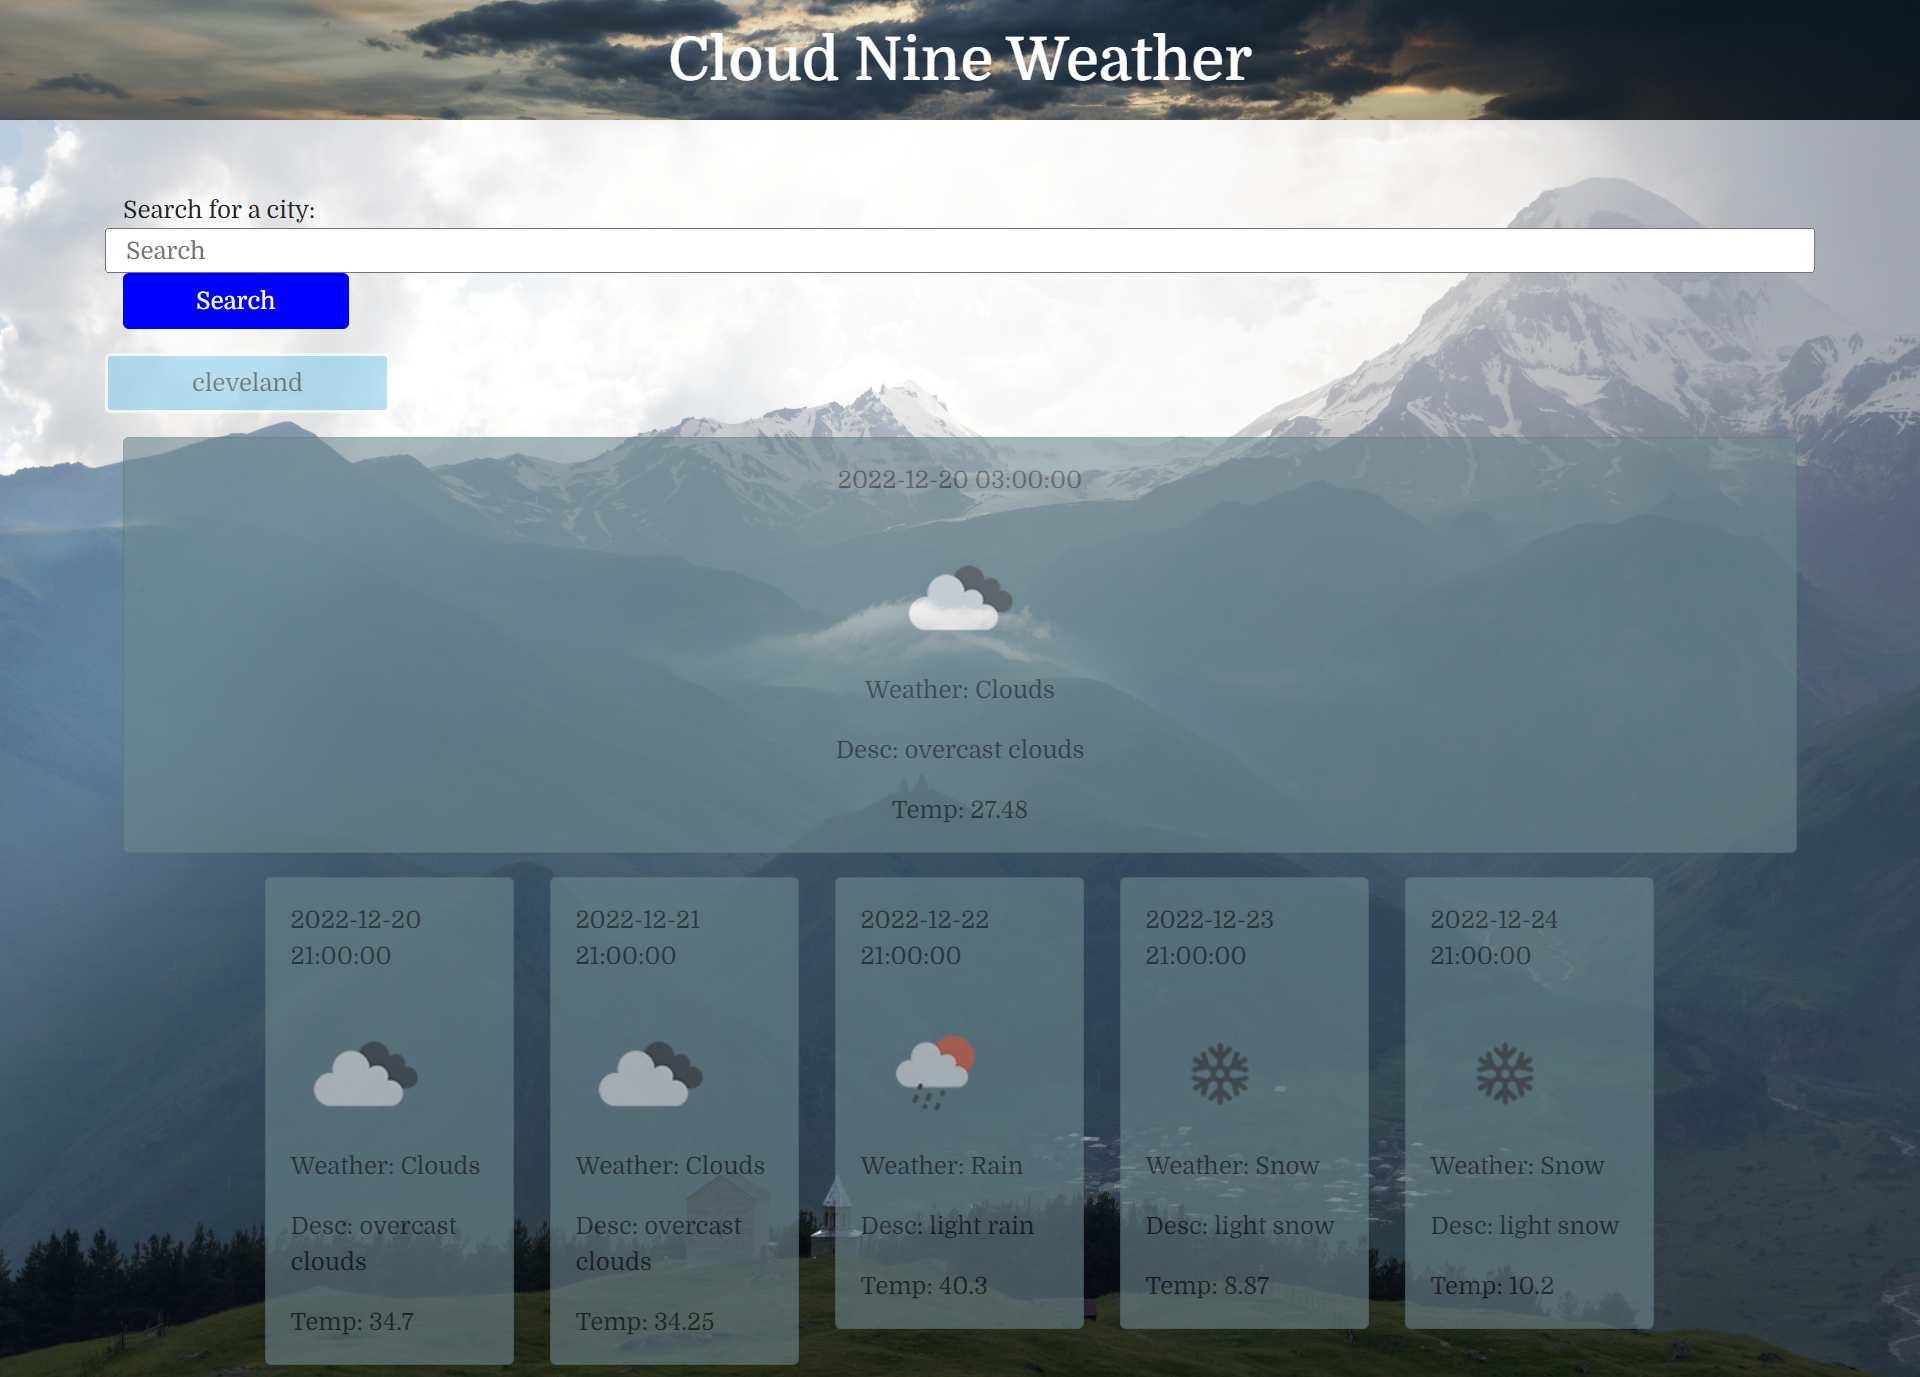 Cloud Nine Weather
Search for a city:
Search
Search
cleveland
2022-12-20 03:00:00
Weather: Clouds
Desc: overcast clouds
Temp: 27.48
2022-12-20
21:00:00
Weather: Clouds
Desc: overcast
clouds
Temp: 34.7
2022-12-21
21:00:00
Weather: Clouds
Desc: overcast
clouds
Temp: 34.25
2022-12-22
21:00:00
Weather: Rain
Desc: light rain
Temp: 40.3
2022-12-23
21:00:00
Weather: Snow
Desc: light snow
Temp: 8.87
2022-12-24
21:00:00
Weather: Snow
Desc: light snow
Temp: 10.2